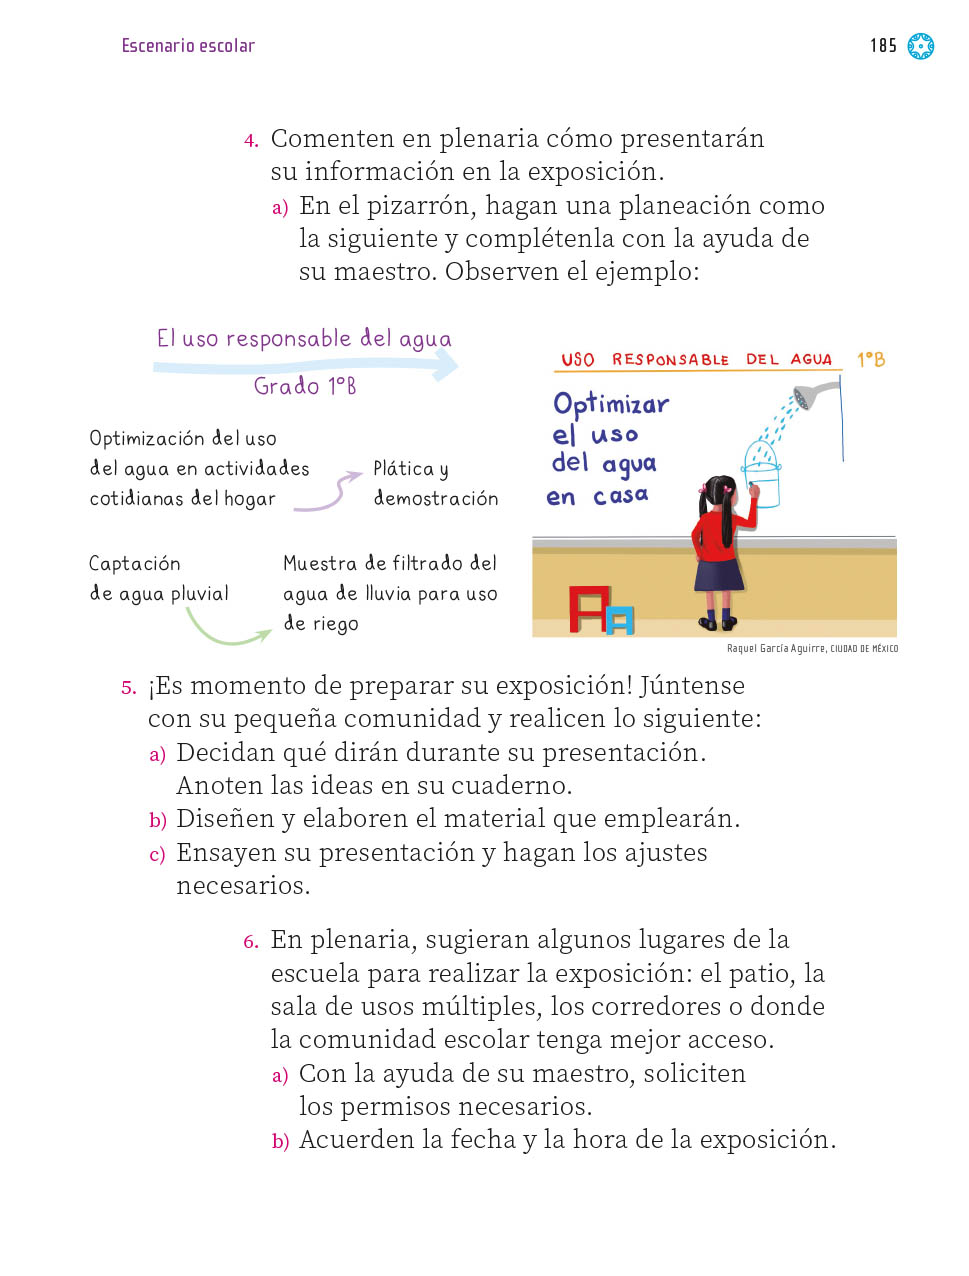 Escenario escolar
185
4. Comenten en plenaria cómo presentarán
su información en la exposición.
a) En el pizarrón, hagan una planeación como
la siguiente y complétenla con la ayuda de
su maestro. Observen el ejemplo:
El uso responsable del agua
Grado 1°B
Optimización del uso
del agua en actividades
cotidianas del hogar
Plática y
demostración
Captación
de agua pluvial
Muestra de filtrado del
agua de lluvia para uso
de riego
USO RESPONSABLE DEL AGUA 1°B
Optimizar
el uso
del agua
en casa
Raquel García Aguirre, CIUDAD DE MÉXICO
5. ¡Es momento de preparar su exposición! Júntense
con su pequeña comunidad y realicen lo siguiente:
a) Decidan qué dirán durante su presentación.
Anoten las ideas en su cuaderno.
b) Diseñen y elaboren el material que emplearán.
c) Ensayen su presentación y hagan los ajustes
necesarios.
6. En plenaria, sugieran algunos lugares de la
escuela para realizar la exposición: el patio, la
sala de usos múltiples, los corredores o donde
la comunidad escolar tenga mejor acceso.
a) Con la ayuda de su maestro, soliciten
los permisos necesarios.
b) Acuerden la fecha y la hora de la exposición.